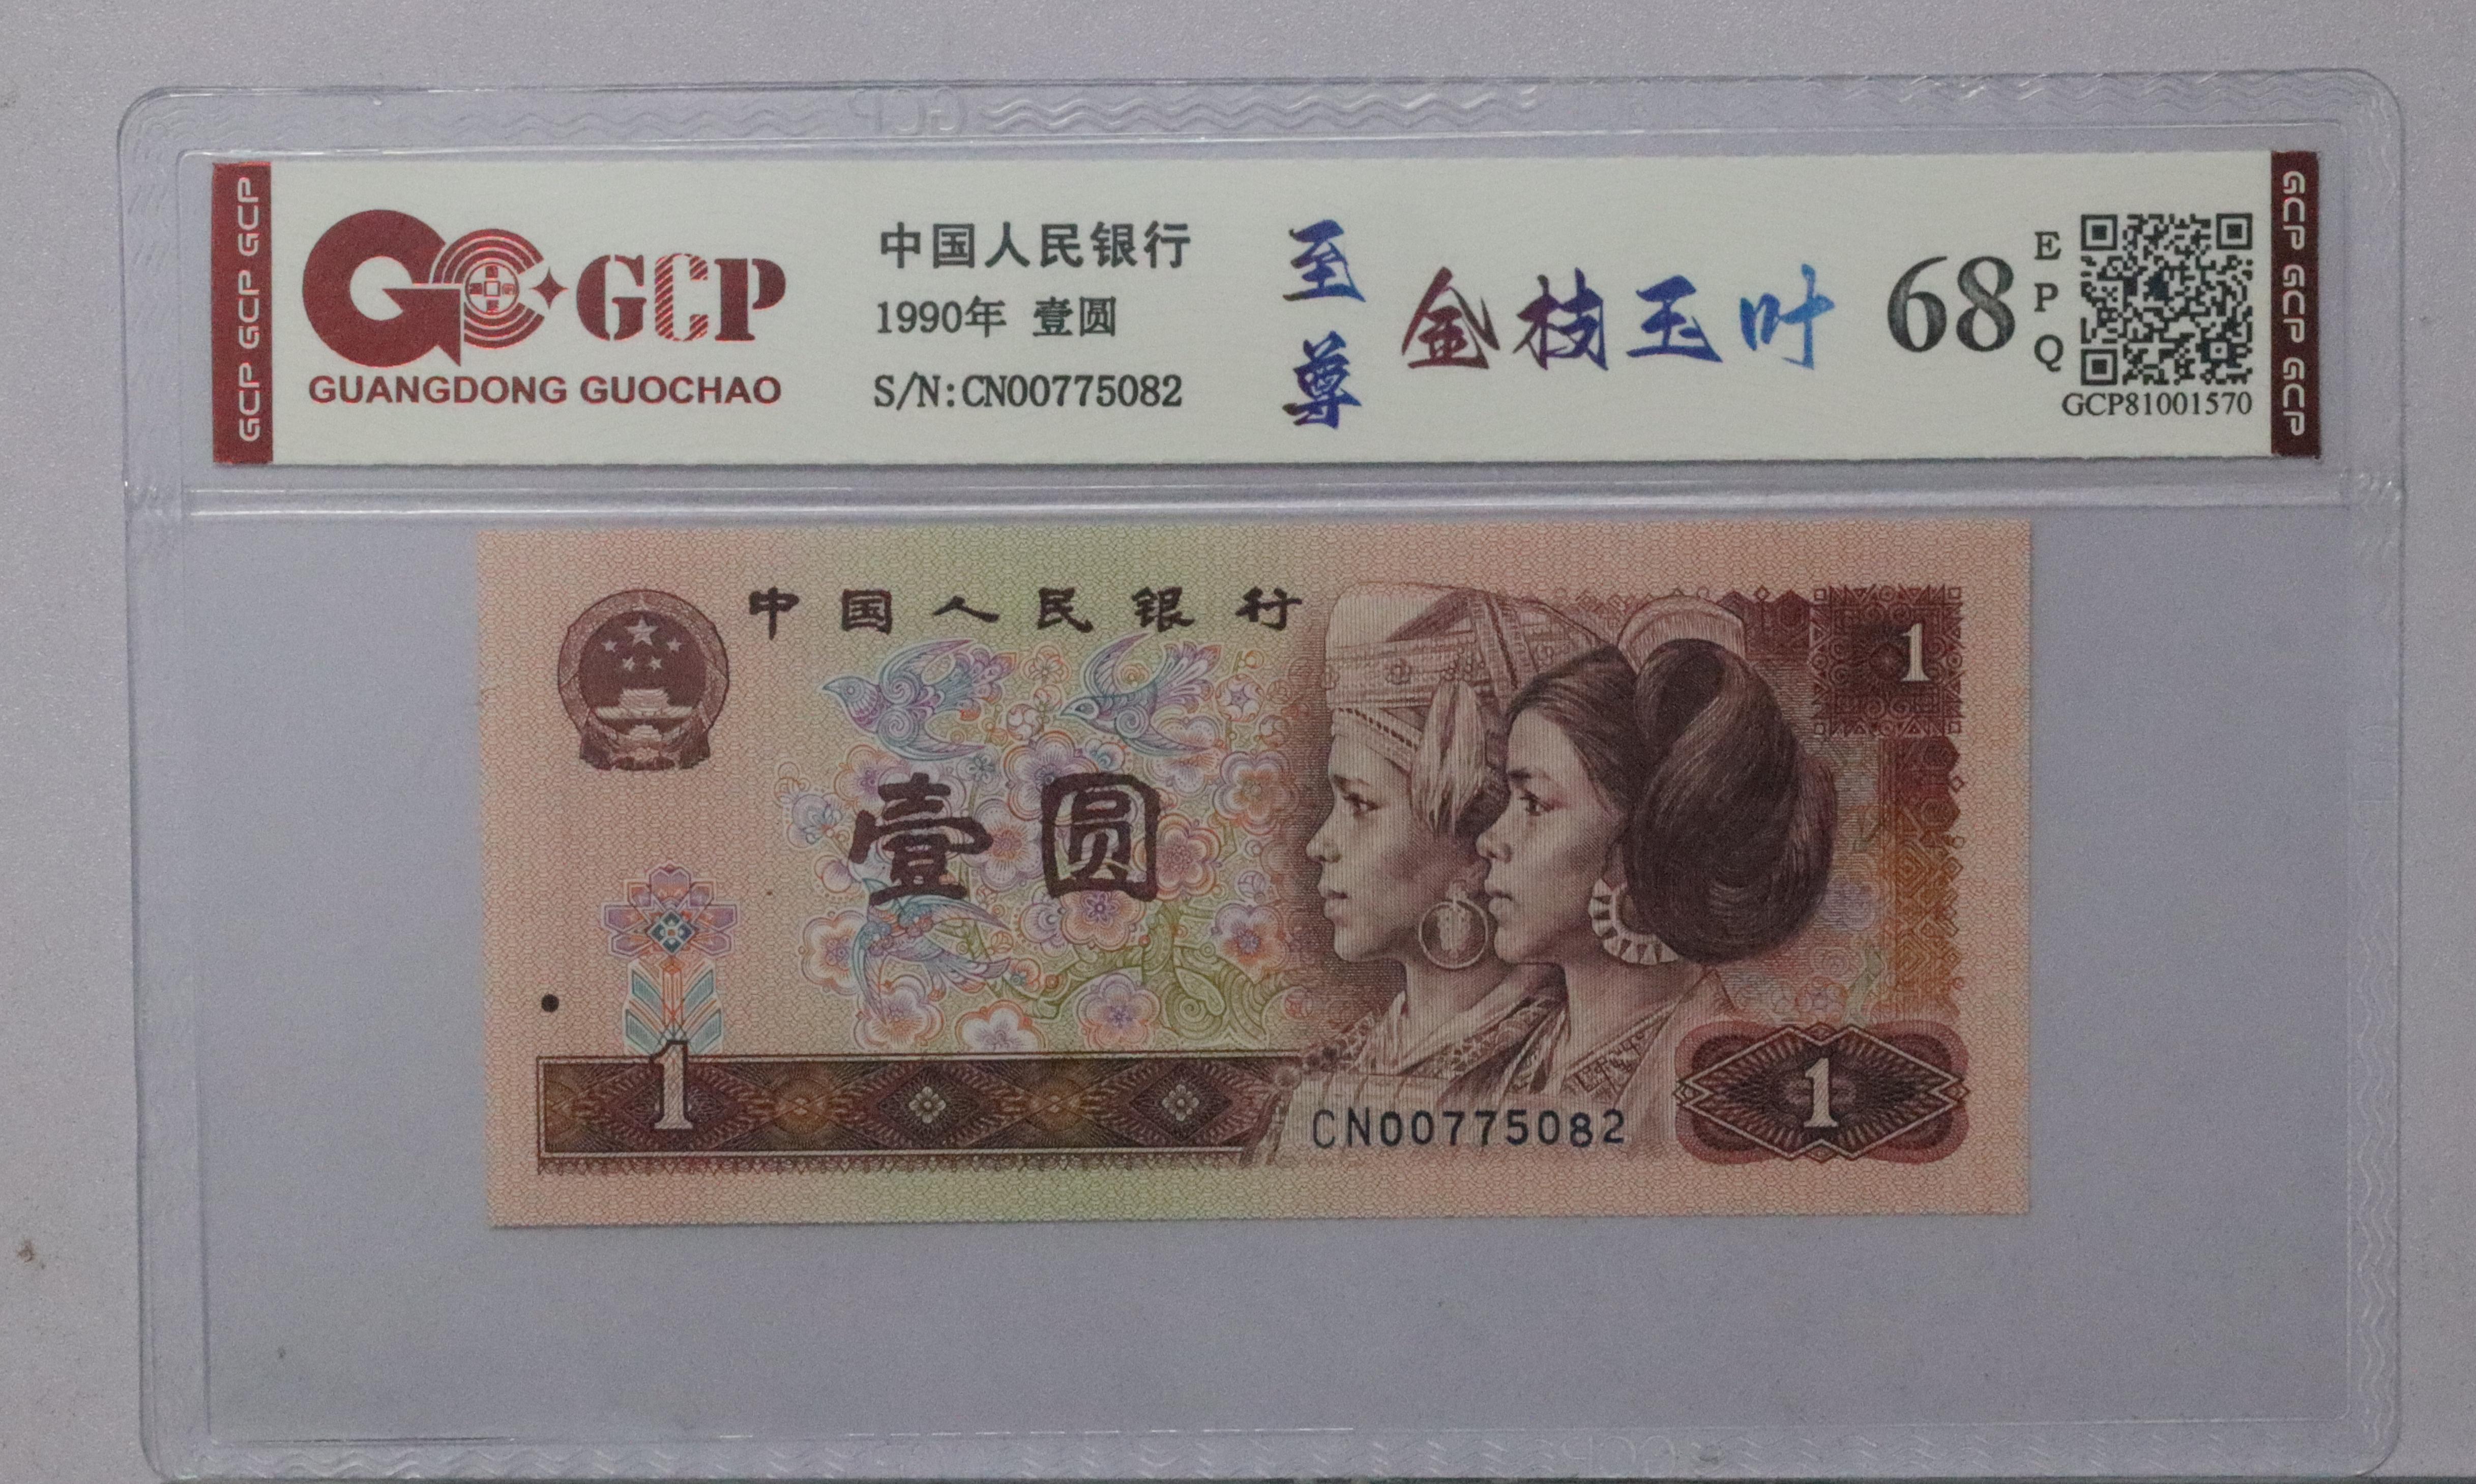 GCP GCP GCP
GCP
GUANGDONG GUOCHAO
中国人民银行
1990年 壹圆
S/N:CN00775082
至尊
金枝玉叶
68
EPQ
GCP81001570
GCP GCP GCP
GCP
中国人民银行
1
壹圆
1
1
CN00775082
GCP